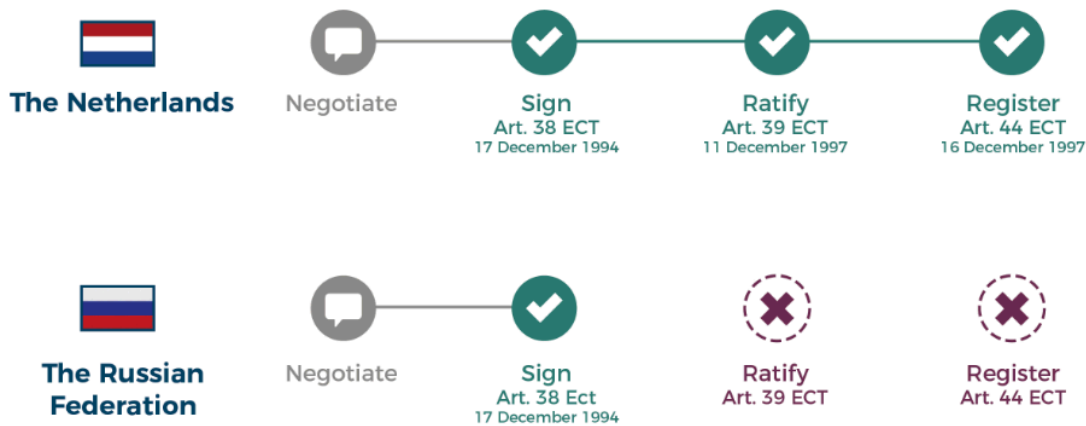 The Netherlands
Negotiate
Sign
Art. 38 ECT
17 December 1994
Ratify
Art. 39 ECT
11 December 1997
Register
Art. 44 ECT
16 December 1997
The Russian
Federation
Negotiate
Sign
Art. 38 Ect
17 December 1994
Ratify
Art. 39 ECT
Register
Art. 44 ECT